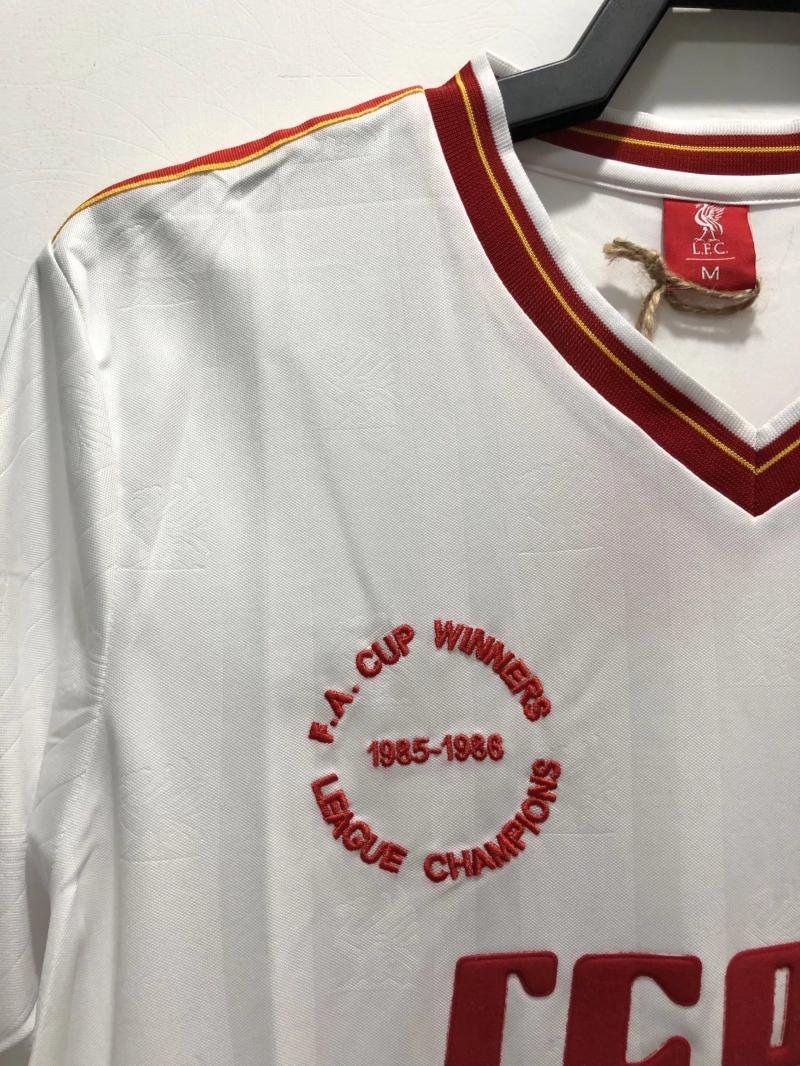 L.F.C.
M
F.A. CUP WINNERS
1985-1986
LEAGUE CHAMPIONS